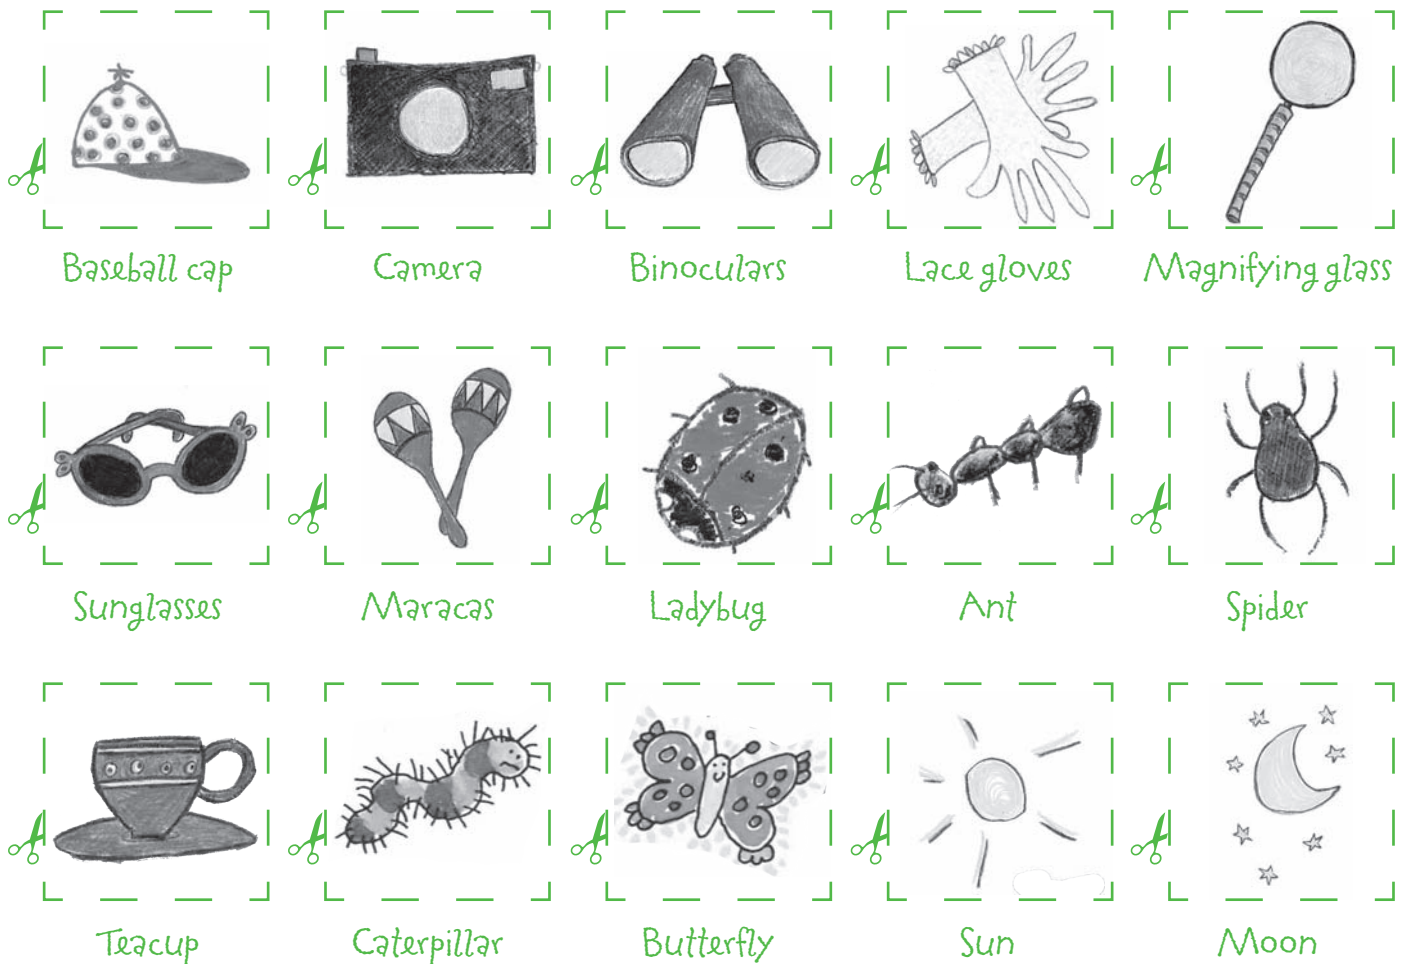 Baseball cap
Camera
Binoculars
Lace gloves
Magnifying glass
Sunglasses
Maracas
Ladybug
Ant
Spider
Teacup
Caterpillar
Butterfly
Sun
Moon